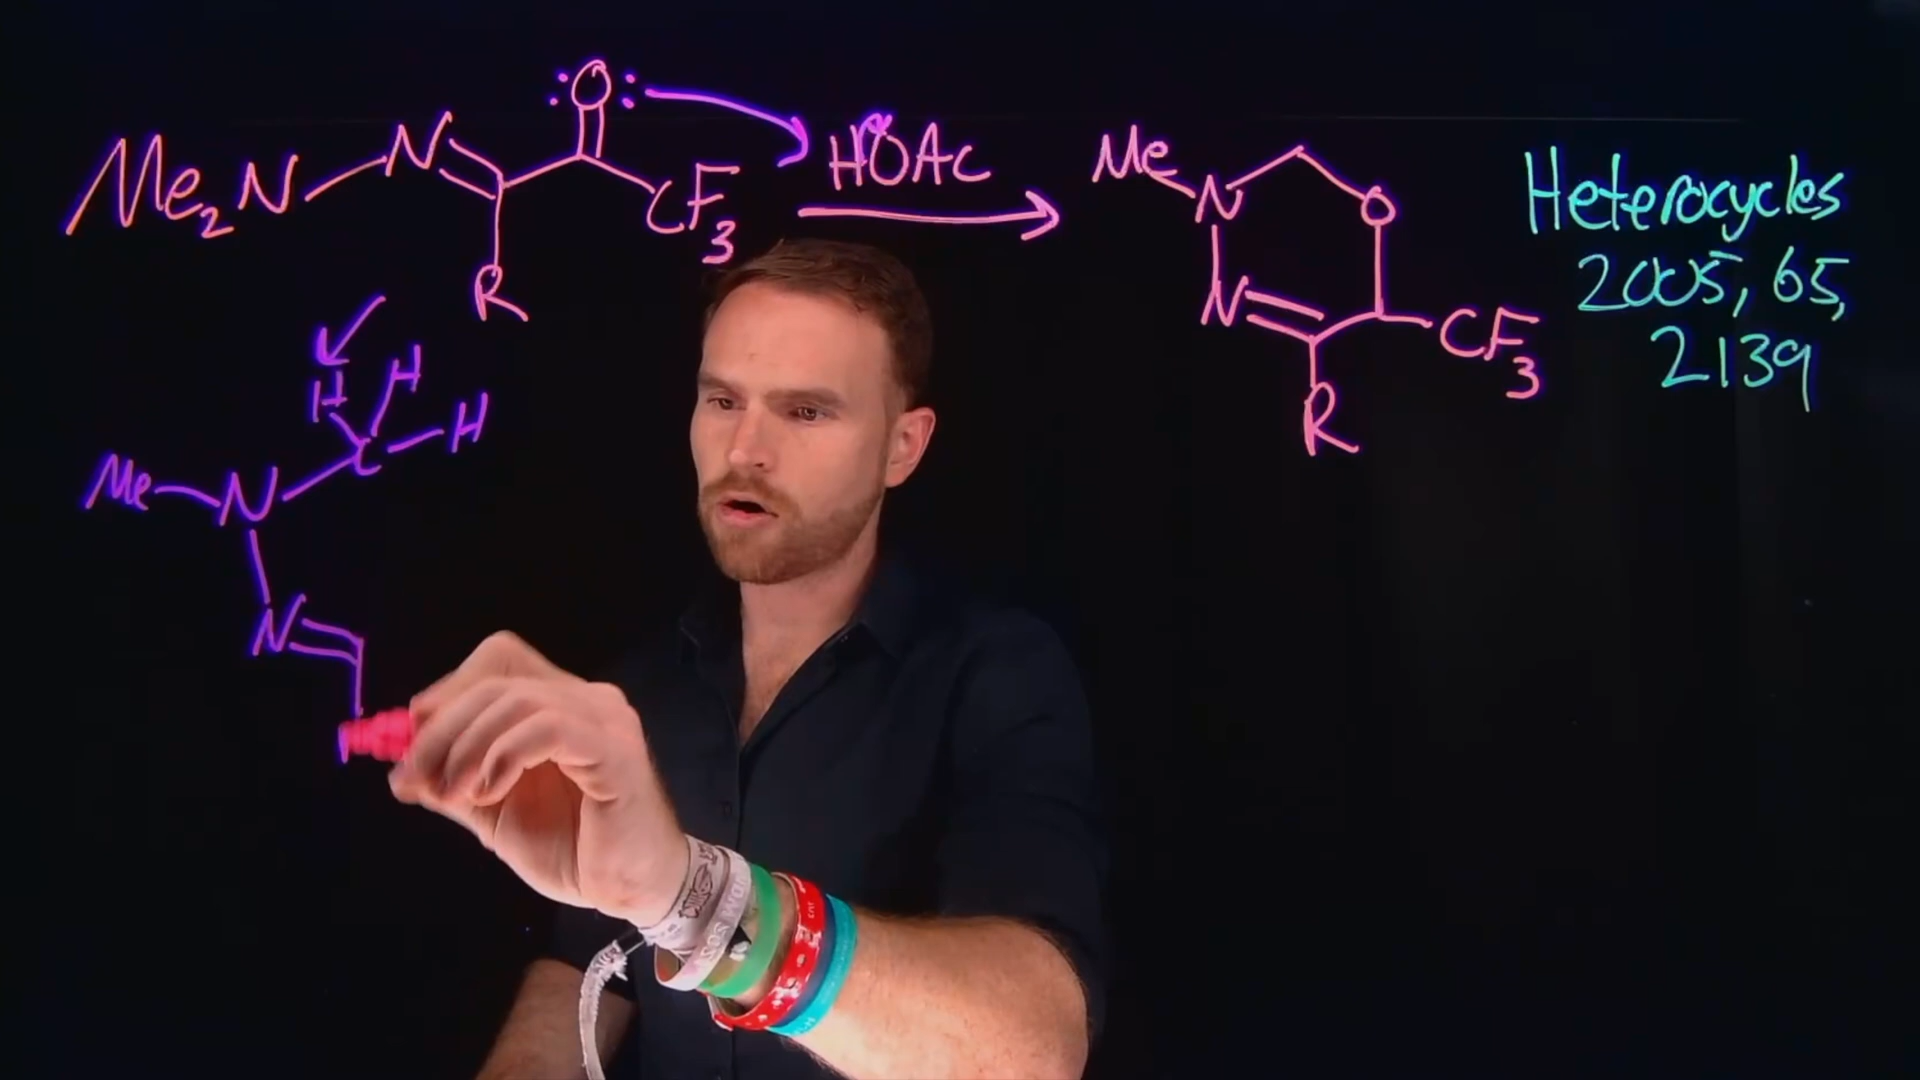 Me₂N N O CF₃ R
HOAc
Me N O N CF₃ R
Heterocycles
2005, 65,
2139
H H H
Me N C
N